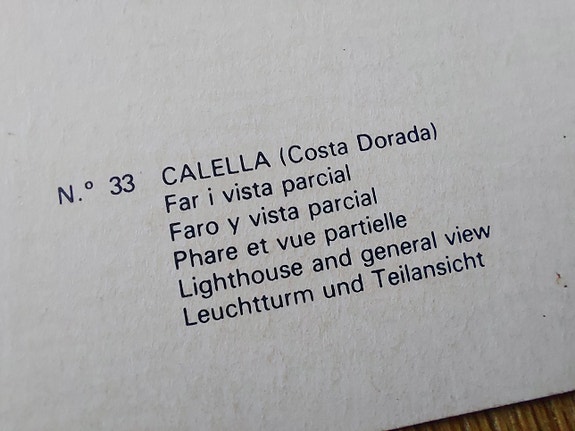 N.º 33 CALELLA (Costa Dorada)
Far i vista parcial
Faro y vista parcial
Phare et vue partielle
Lighthouse and general view
Leuchtturm und Teilansicht